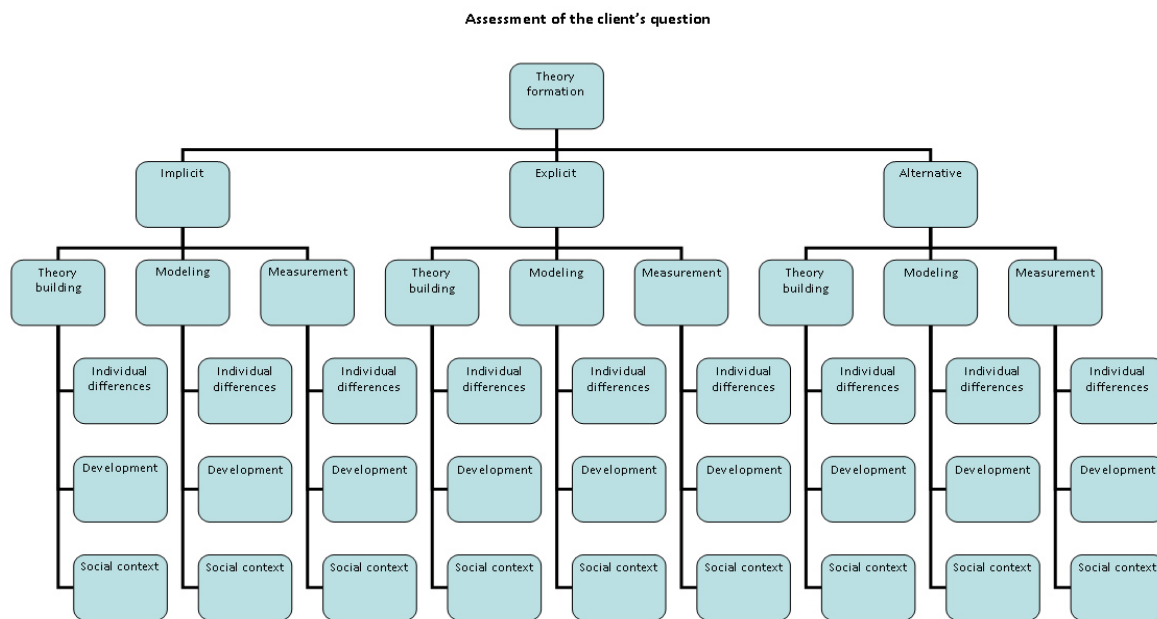 Assessment of the client's question
Theory
formation
Implicit
Explicit
Alternative
Theory
building
Modeling
Measurement
Theory
building
Modeling
Measurement
Theory
building
Modeling
Measurement
Individual
differences
Individual
differences
Individual
differences
Individual
differences
Individual
differences
Individual
differences
Individual
differences
Individual
differences
Individual
differences
Development
Development
Development
Development
Development
Development
Development
Development
Development
Social context
Social context
Social context
Social context
Social context
Social context
Social context
Social context
Social context